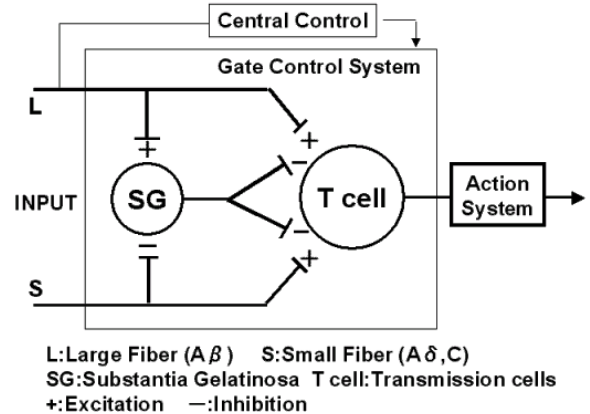 Central Control
Gate Control System
L
+
+
−
INPUT
SG
T cell
Action
System
−
−
+
S
L:Large Fiber (Aβ) S:Small Fiber (Aδ,C)
SG:Substantia Gelatinosa T cell:Transmission cells
+:Excitation −:Inhibition